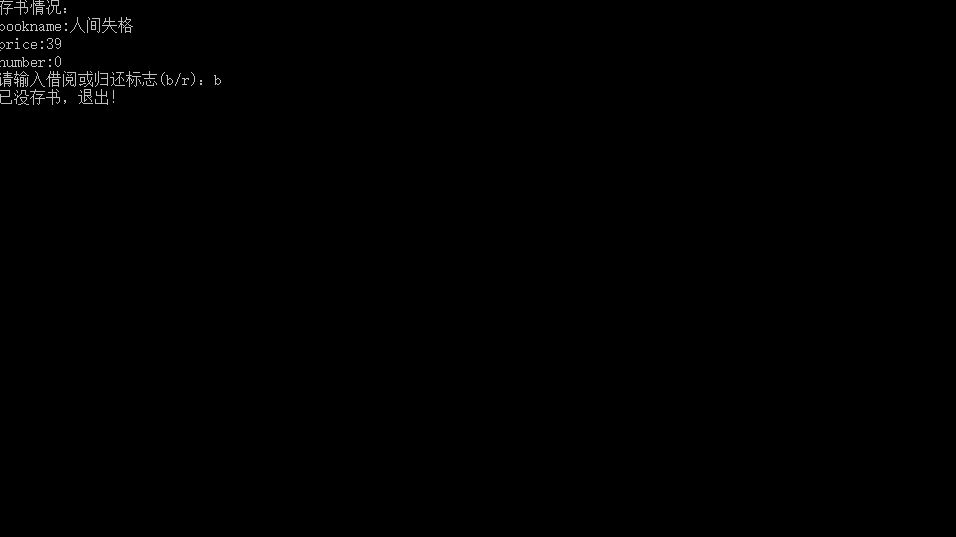 存书情况：
bookname:人间失格
price:39
number:0
请输入借阅或归还标志(b/r)：b
已没存书，退出!